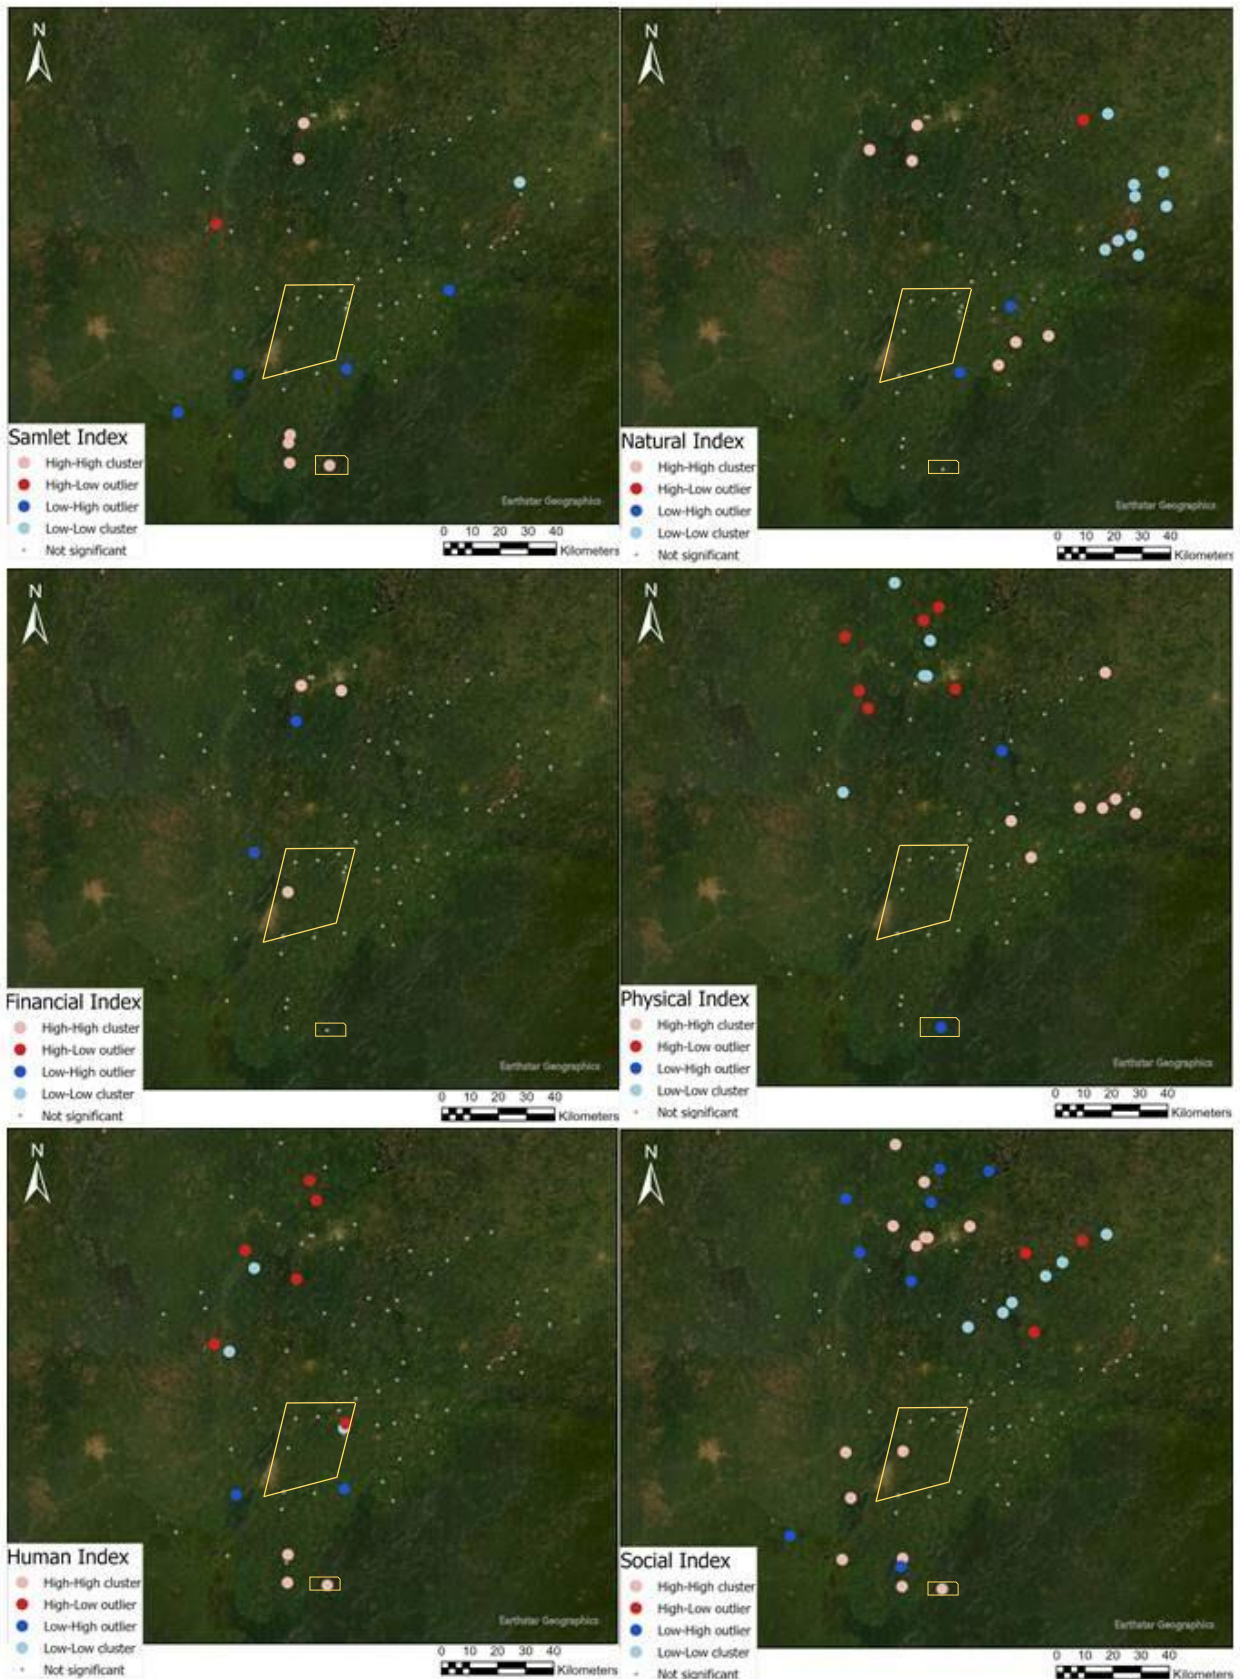 N
Samlet Index
High-High cluster
High-Low outlier
Low-High outlier
Low-Low cluster
Not significant
Earthstar Geographics
0 10 20 30 40
Kilometers
N
Natural Index
High-High cluster
High-Low outlier
Low-High outlier
Low-Low cluster
Not significant
Earthstar Geographics
0 10 20 30 40
Kilometers
N
Financial Index
High-High cluster
High-Low outlier
Low-High outlier
Low-Low cluster
Not significant
Earthstar Geographics
0 10 20 30 40
Kilometers
N
Physical Index
High-High cluster
High-Low outlier
Low-High outlier
Low-Low cluster
Not significant
Earthstar Geographics
0 10 20 30 40
Kilometers
N
Human Index
High-High cluster
High-Low outlier
Low-High outlier
Low-Low cluster
Not significant
Earthstar Geographics
0 10 20 30 40
Kilometers
N
Social Index
High-High cluster
High-Low outlier
Low-High outlier
Low-Low cluster
Not significant
Earthstar Geographics
0 10 20 30 40
Kilometers